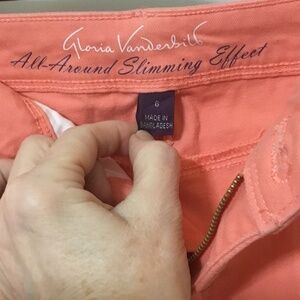 Gloria Vanderbilt
All-Around Slimming Effect
6
MADE IN
BANGLADESH